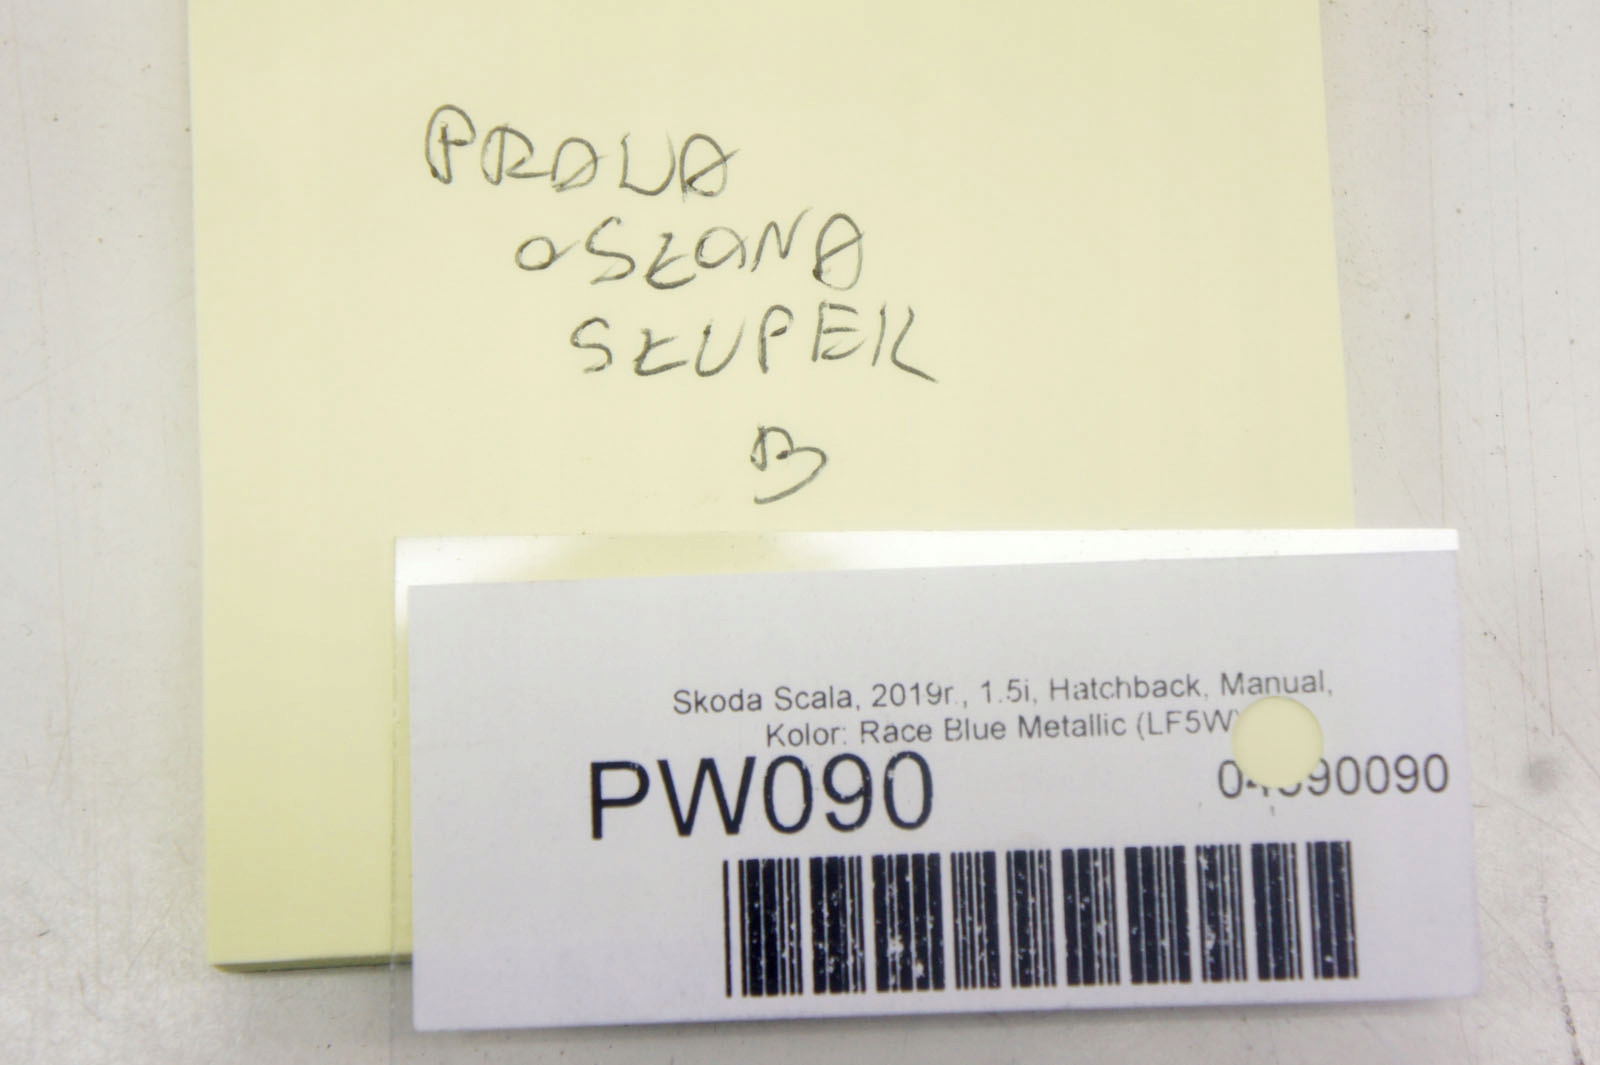 PRAWA
OSŁONA
SŁUPEK
B
Skoda Scala, 2019r., 1.5i, Hatchback, Manual,
Kolor: Race Blue Metallic (LF5W)
PW090